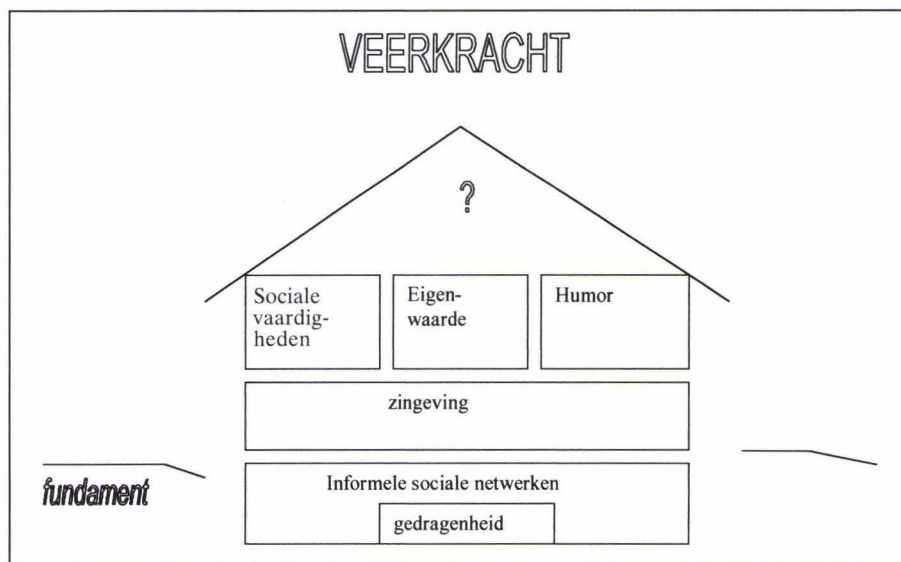 VEERKRACHT
?
Sociale
vaardig-
heden
Eigen-
waarde
Humor
zingeving
fundament
Informele sociale netwerken
gedragenheid